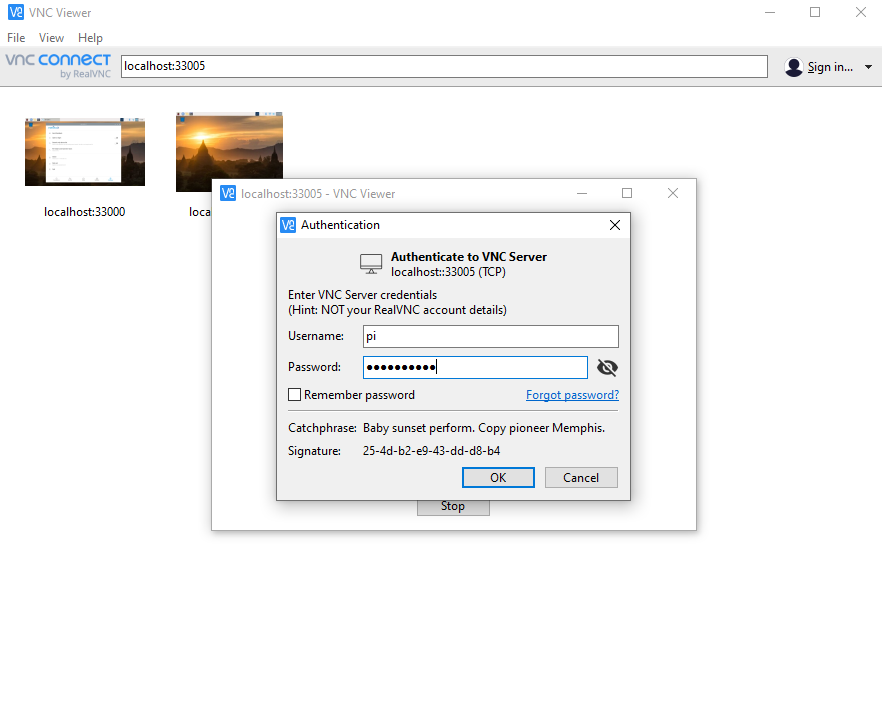 VNC Viewer
File View Help
vnc connect
by RealVNC
localhost:33005
Sign in...
localhost:33000
loca
localhost:33005 - VNC Viewer
Authentication
Authenticate to VNC Server
localhost::33005 (TCP)
Enter VNC Server credentials
(Hint: NOT your RealVNC account details)
Username: pi
Password: ●●●●●●●●●●
Remember password Forgot password?
Catchphrase: Baby sunset perform. Copy pioneer Memphis.
Signature: 25-4d-b2-e9-43-dd-d8-b4
OK Cancel
Stop